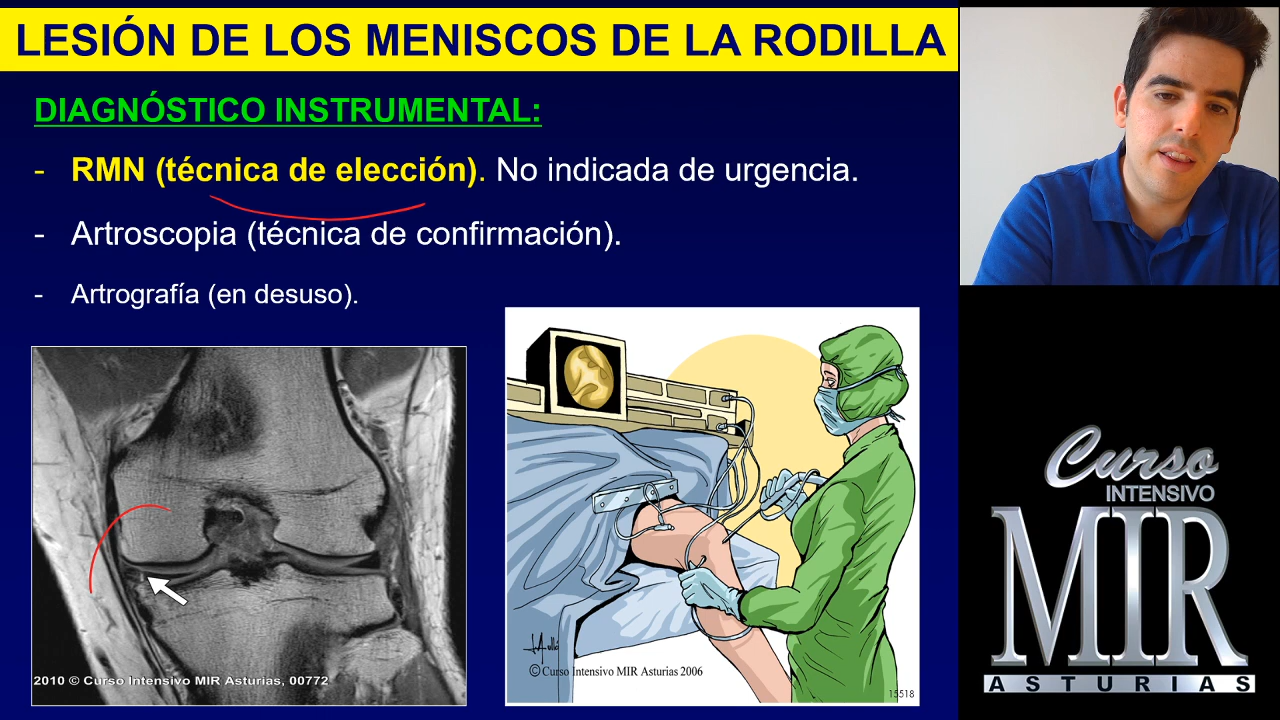 LESIÓN DE LOS MENISCOS DE LA RODILLA
DIAGNÓSTICO INSTRUMENTAL:
- RMN (técnica de elección). No indicada de urgencia.
- Artroscopia (técnica de confirmación).
- Artrografía (en desuso).
2010 © Curso Intensivo MIR Asturias, 00772
© Curso Intensivo MIR Asturias 2006
15518
Curso
INTENSIVO
MIR
ASTURIAS